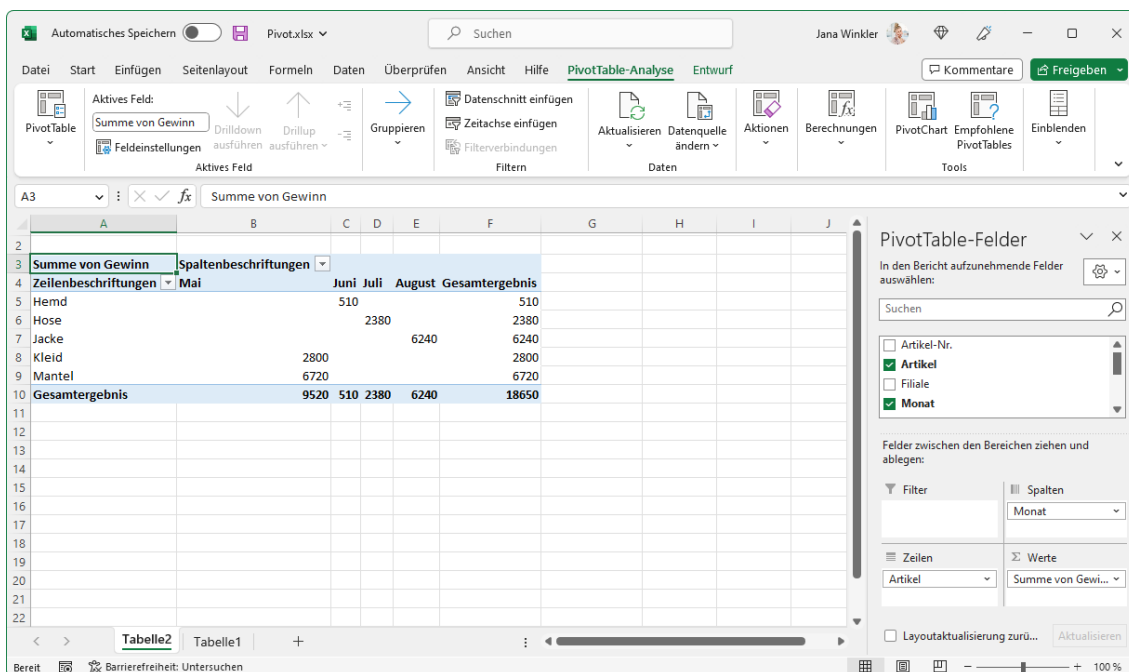 Automatisches Speichern Pivot.xlsx Suchen Jana Winkler
Datei Start Einfügen Seitenlayout Formeln Daten Überprüfen Ansicht Hilfe PivotTable-Analyse Entwurf Kommentare Freigeben
PivotTable
Aktives Feld:
Summe von Gewinn
Feldeinstellungen
Drilldown
ausführen
Drillup
ausführen
Aktives Feld
Gruppieren
Datenschnitt einfügen
Zeitachse einfügen
Filterverbindungen
Filtern
Aktualisieren
Datenquelle
ändern
Daten
Aktionen
Berechnungen
PivotChart
Empfohlene
PivotTables
Tools
Einblenden
A3 fx Summe von Gewinn
A B C D E F G H I J
2
3 Summe von Gewinn Spaltenbeschriftungen
4 Zeilenbeschriftungen Mai Juni Juli August Gesamtergebnis
5 Hemd 510 510
6 Hose 2380 2380
7 Jacke 6240 6240
8 Kleid 2800 2800
9 Mantel 6720 6720
10 Gesamtergebnis 9520 510 2380 6240 18650
11
12
13
14
15
16
17
18
19
20
21
22
PivotTable-Felder
In den Bericht aufzunehmende Felder
auswählen:
Suchen
Artikel-Nr.
Artikel
Filiale
Monat
Felder zwischen den Bereichen ziehen und
ablegen:
Filter
Spalten
Monat
Zeilen
Artikel
Σ Werte
Summe von Gewi...
Layoutaktualisierung zurü... Aktualisieren
Tabelle2 Tabelle1
Bereit Barrierefreiheit: Untersuchen 100 %